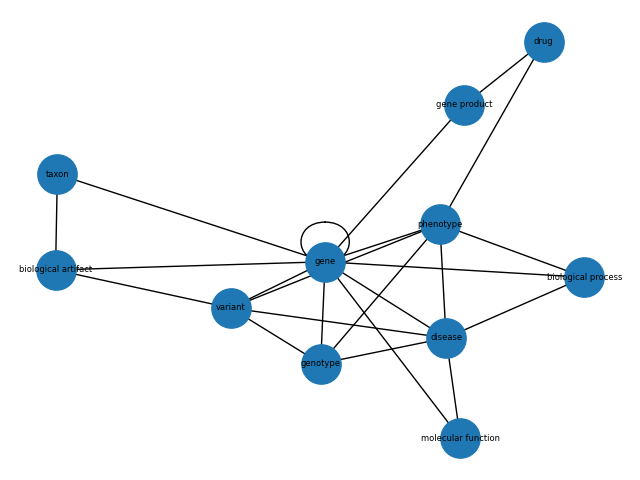 drug
gene product
taxon
phenotype
gene
biological artifact
biological process
variant
disease
genotype
molecular function